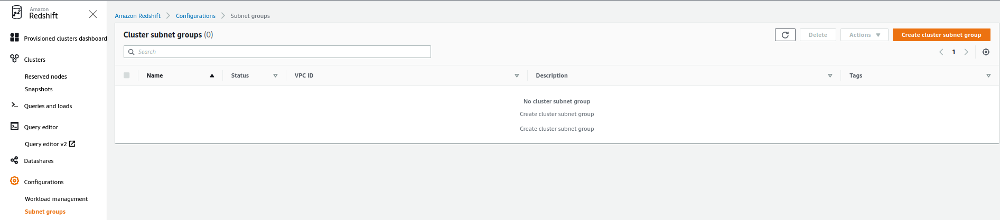 Amazon
Redshift
Provisioned clusters dashboard
Clusters
Reserved nodes
Snapshots
Queries and loads
Query editor
Query editor v2
Datashares
Configurations
Workload management
Subnet groups
Amazon Redshift Configurations Subnet groups
Cluster subnet groups (0)
Delete Actions Create cluster subnet group
Search
1
Name Status VPC ID Description Tags
No cluster subnet group
Create cluster subnet group
Create cluster subnet group